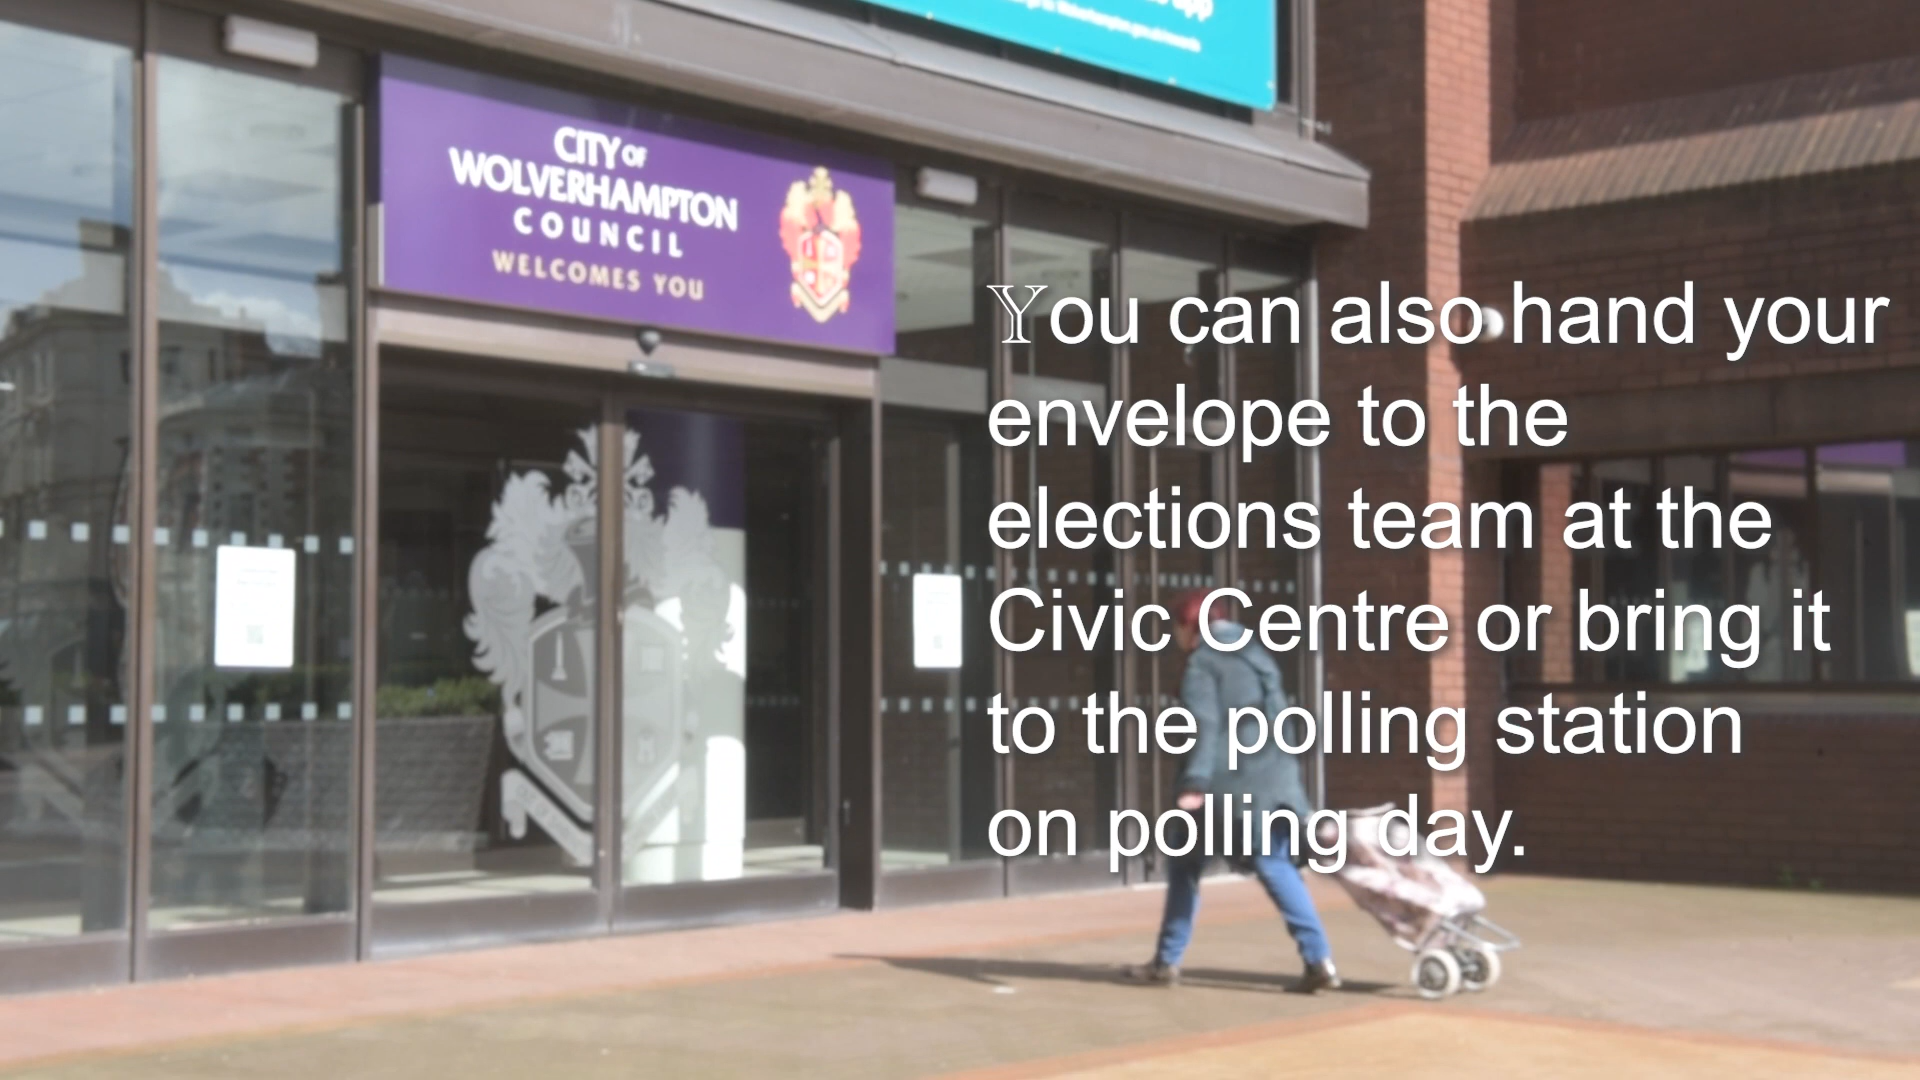 CITY OF
WOLVERHAMPTON
COUNCIL
WELCOMES YOU
You can also hand your
envelope to the
elections team at the
Civic Centre or bring it
to the polling station
on polling day.